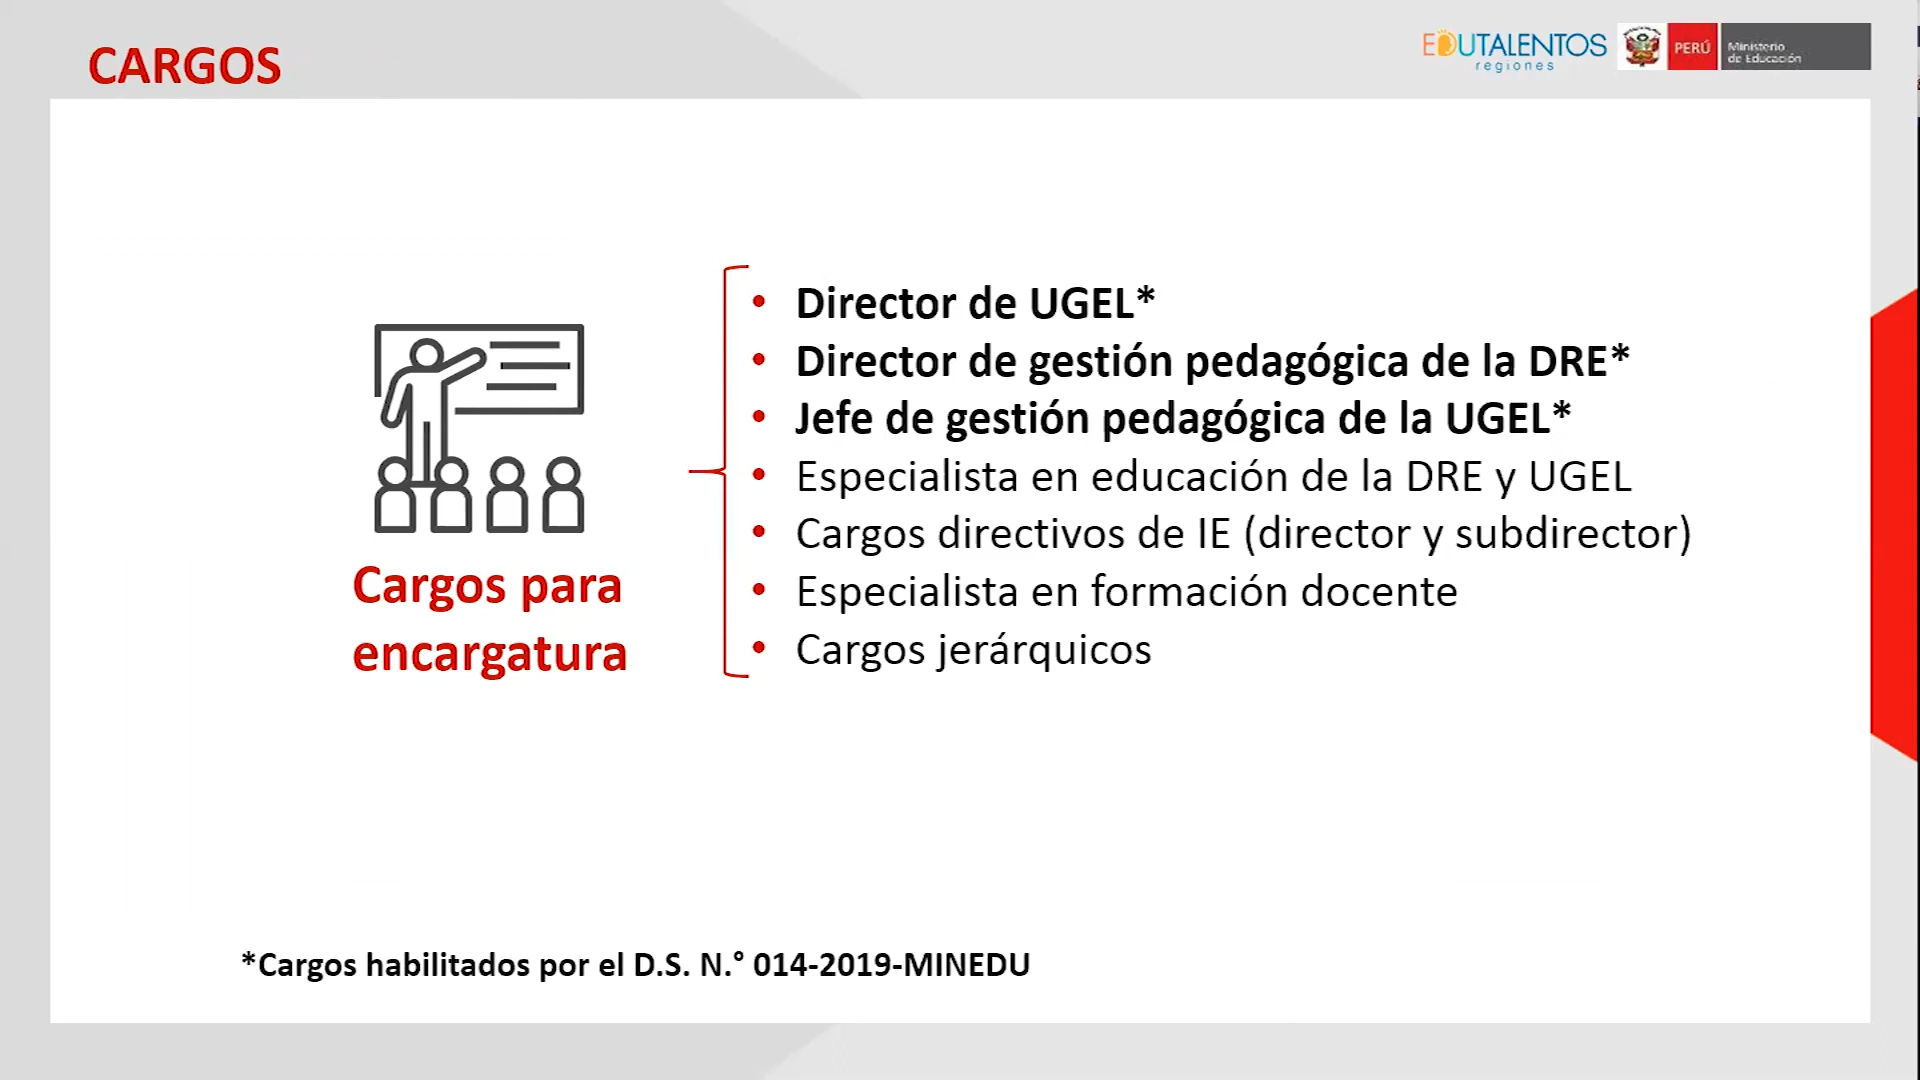 CARGOS
EDUTALENTOS
regiones
PERÚ
Ministerio
de Educación
Director de UGEL*
Director de gestión pedagógica de la DRE*
Jefe de gestión pedagógica de la UGEL*
Especialista en educación de la DRE y UGEL
Cargos directivos de IE (director y subdirector)
Especialista en formación docente
Cargos jerárquicos
Cargos para
encargatura
*Cargos habilitados por el D.S. N.° 014-2019-MINEDU